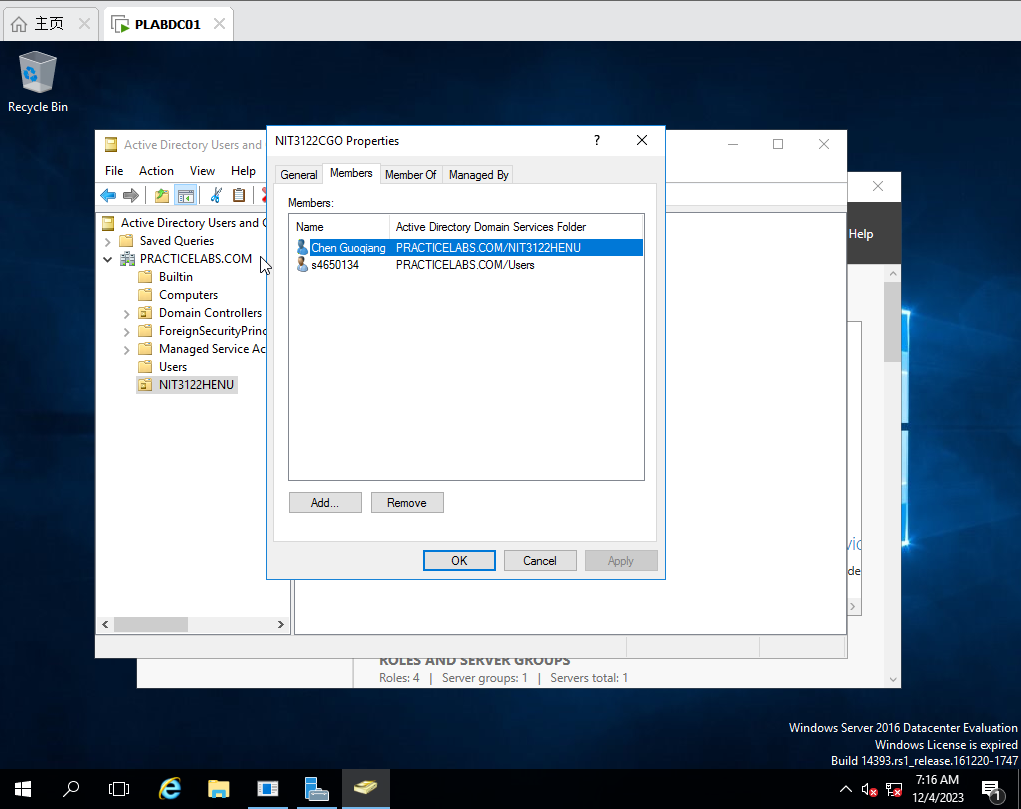 主页
PLABDC01
Recycle Bin
Active Directory Users and
File Action View Help
Active Directory Users and C
Saved Queries
PRACTICELABS.COM
Builtin
Computers
Domain Controllers
ForeignSecurityPrinc
Managed Service Ac
Users
NIT3122HENU
NIT3122CGO Properties
?
General Members Member Of Managed By
Members:
Name Active Directory Domain Services Folder
Chen Guoqiang PRACTICELABS.COM/NIT3122HENU
s4650134 PRACTICELABS.COM/Users
Add... Remove
OK Cancel Apply
Help
de
ROLES AND SERVER GROUPS
Roles: 4 | Server groups: 1 | Servers total: 1
Windows Server 2016 Datacenter Evaluation
Windows License is expired
Build 14393.rs1_release.161220-1747
7:16 AM
12/4/2023
1